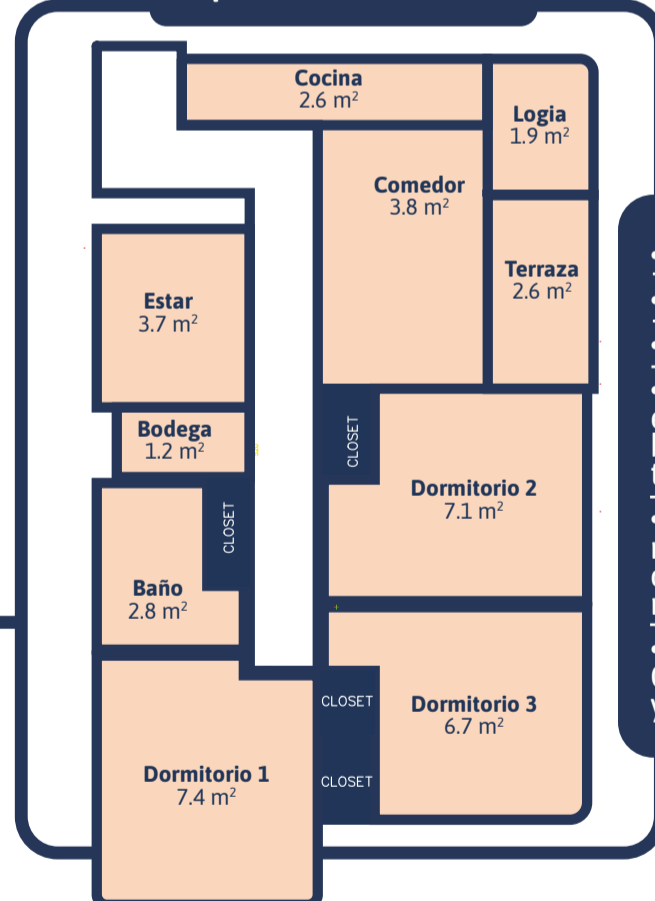 Cocina
2.6 m²
Logia
1.9 m²
Comedor
3.8 m²
Terraza
2.6 m²
Estar
3.7 m²
Bodega
1.2 m²
CLOSET
Dormitorio 2
7.1 m²
CLOSET
Baño
2.8 m²
CLOSET
Dormitorio 3
6.7 m²
CLOSET
Dormitorio 1
7.4 m²